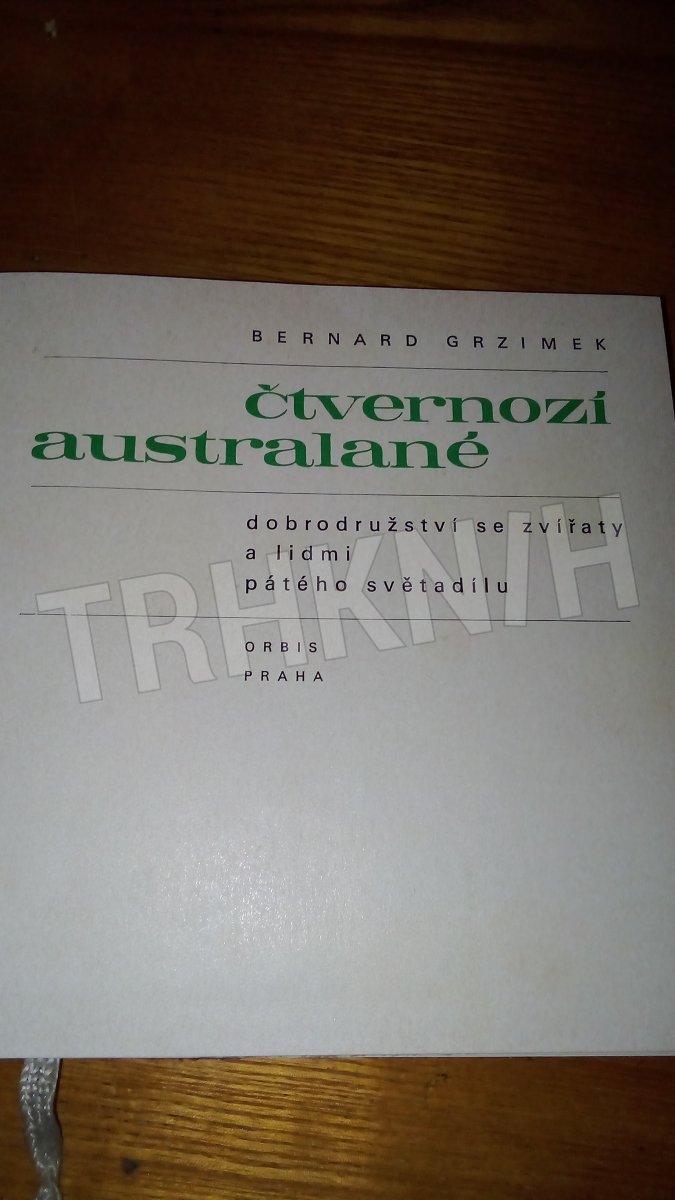 BERNARD GRZIMEK
čtvernozí
australané
dobrodružství se zvířaty
a lidmi
pátého světadílu
TRHKNIH
ORBIS
PRAHA